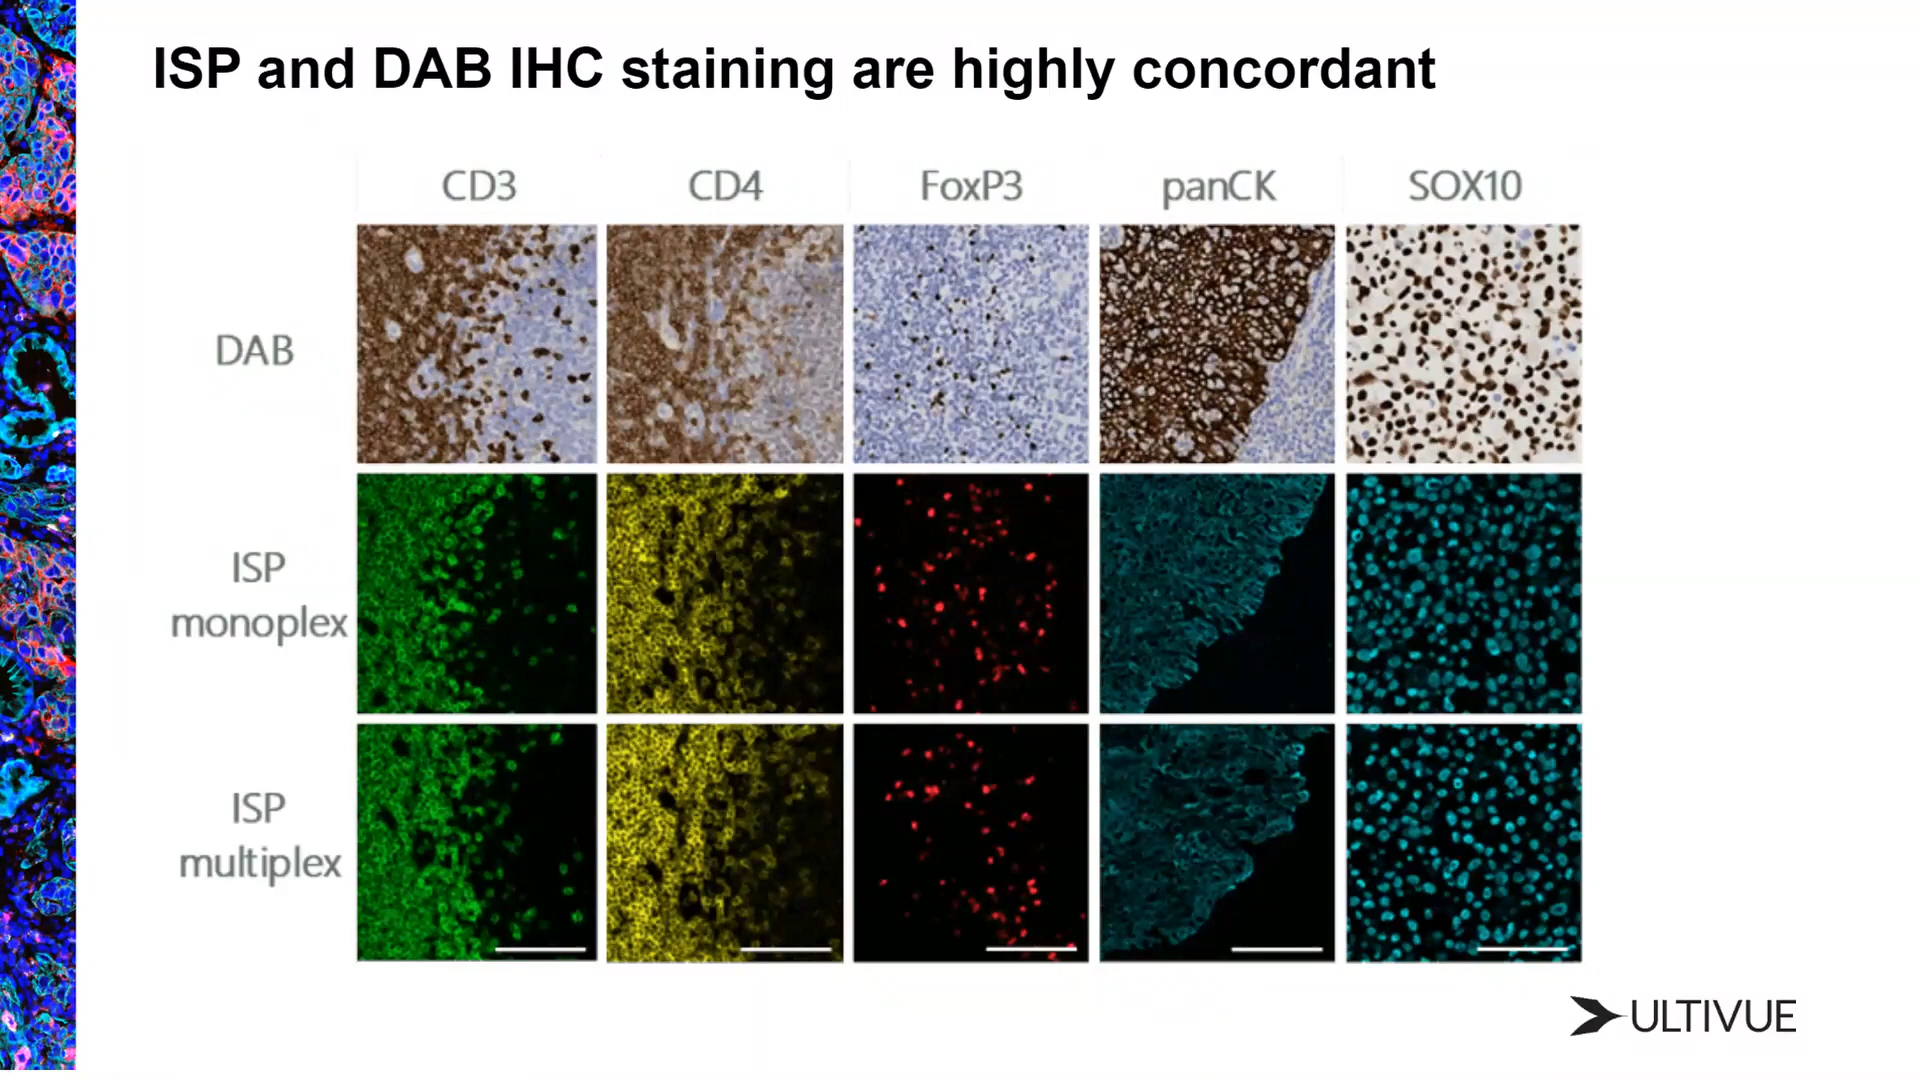 ISP and DAB IHC staining are highly concordant
CD3 CD4 FoxP3 panCK SOX10
DAB
ISP
monoplex
ISP
multiplex
ULTIVUE